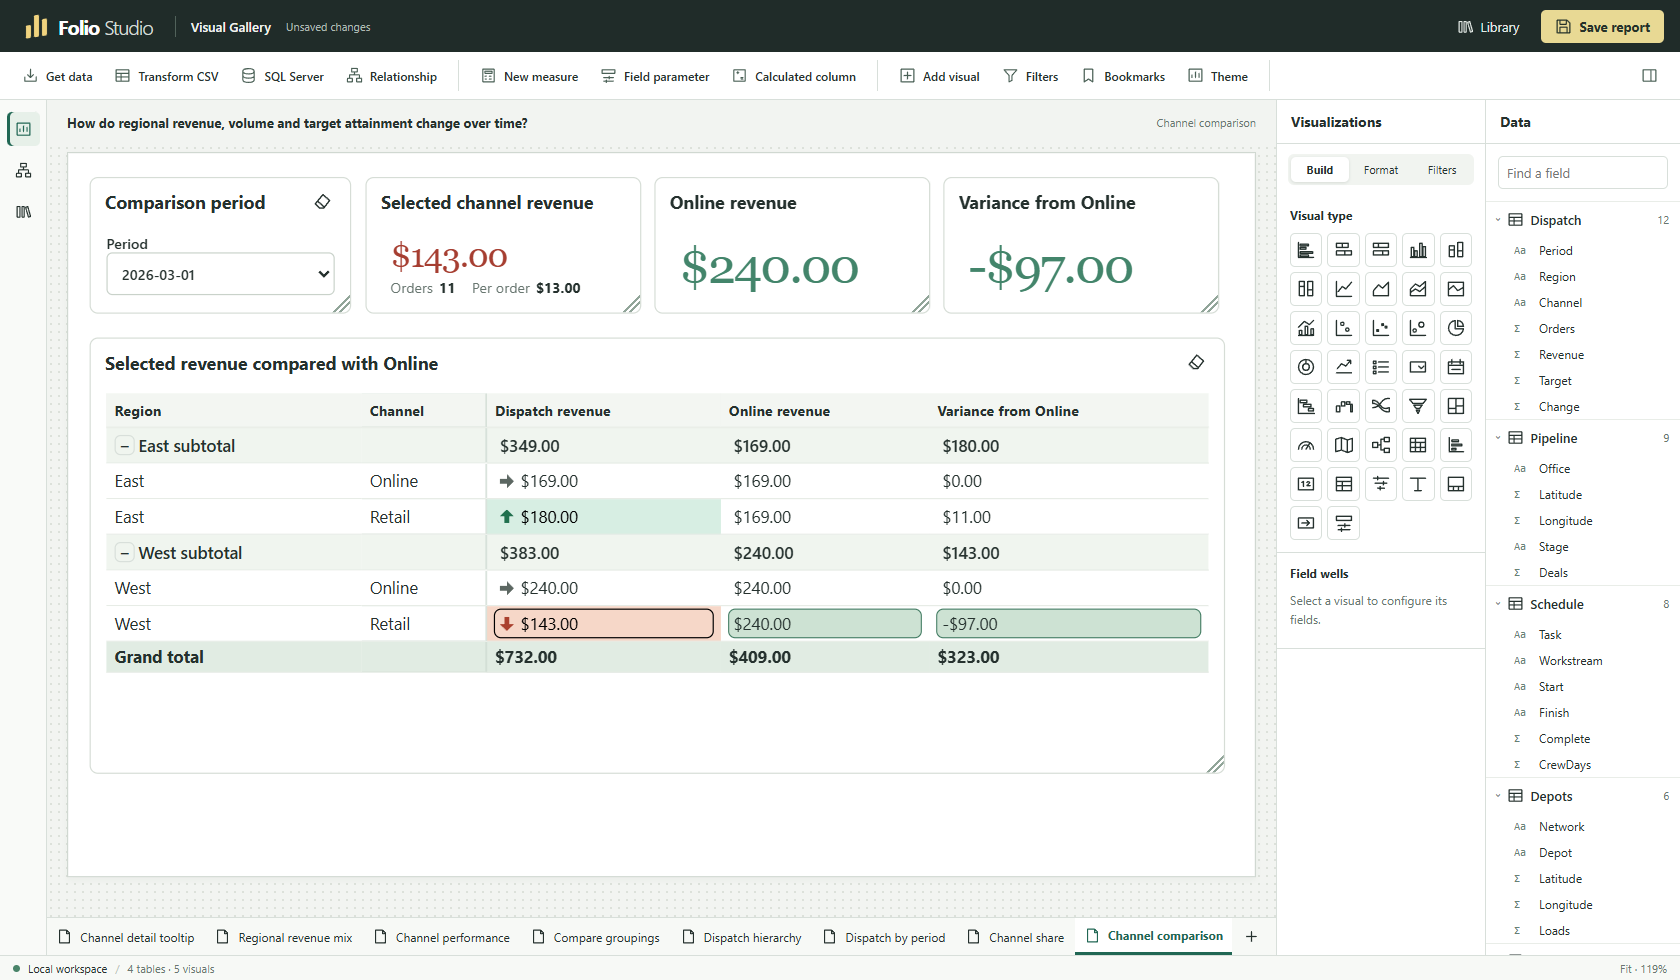 Folio Studio
Visual Gallery
Unsaved changes
Library
Save report
Get data
Transform CSV
SQL Server
Relationship
New measure
Field parameter
Calculated column
Add visual
Filters
Bookmarks
Theme
How do regional revenue, volume and target attainment change over time?
Channel comparison
Comparison period
Period
2026-03-01
Selected channel revenue
$143.00
Orders 11 Per order $13.00
Online revenue
$240.00
Variance from Online
-$97.00
Selected revenue compared with Online
Region Channel Dispatch revenue Online revenue Variance from Online
East subtotal $349.00 $169.00 $180.00
East Online $169.00 $169.00 $0.00
East Retail $180.00 $169.00 $11.00
West subtotal $383.00 $240.00 $143.00
West Online $240.00 $240.00 $0.00
West Retail $143.00 $240.00 -$97.00
Grand total $732.00 $409.00 $323.00
Visualizations
Build
Format
Filters
Visual type
Field wells
Select a visual to configure its
fields.
Data
Find a field
Dispatch 12
Aa Period
Aa Region
Aa Channel
Σ Orders
Σ Revenue
Σ Target
Σ Change
Pipeline 9
Aa Office
Σ Latitude
Σ Longitude
Aa Stage
Σ Deals
Schedule 8
Aa Task
Aa Workstream
Aa Start
Aa Finish
Σ Complete
Σ CrewDays
Depots 6
Aa Network
Aa Depot
Σ Latitude
Σ Longitude
Σ Loads
Channel detail tooltip
Regional revenue mix
Channel performance
Compare groupings
Dispatch hierarchy
Dispatch by period
Channel share
Channel comparison
Local workspace / 4 tables · 5 visuals
Fit · 119%